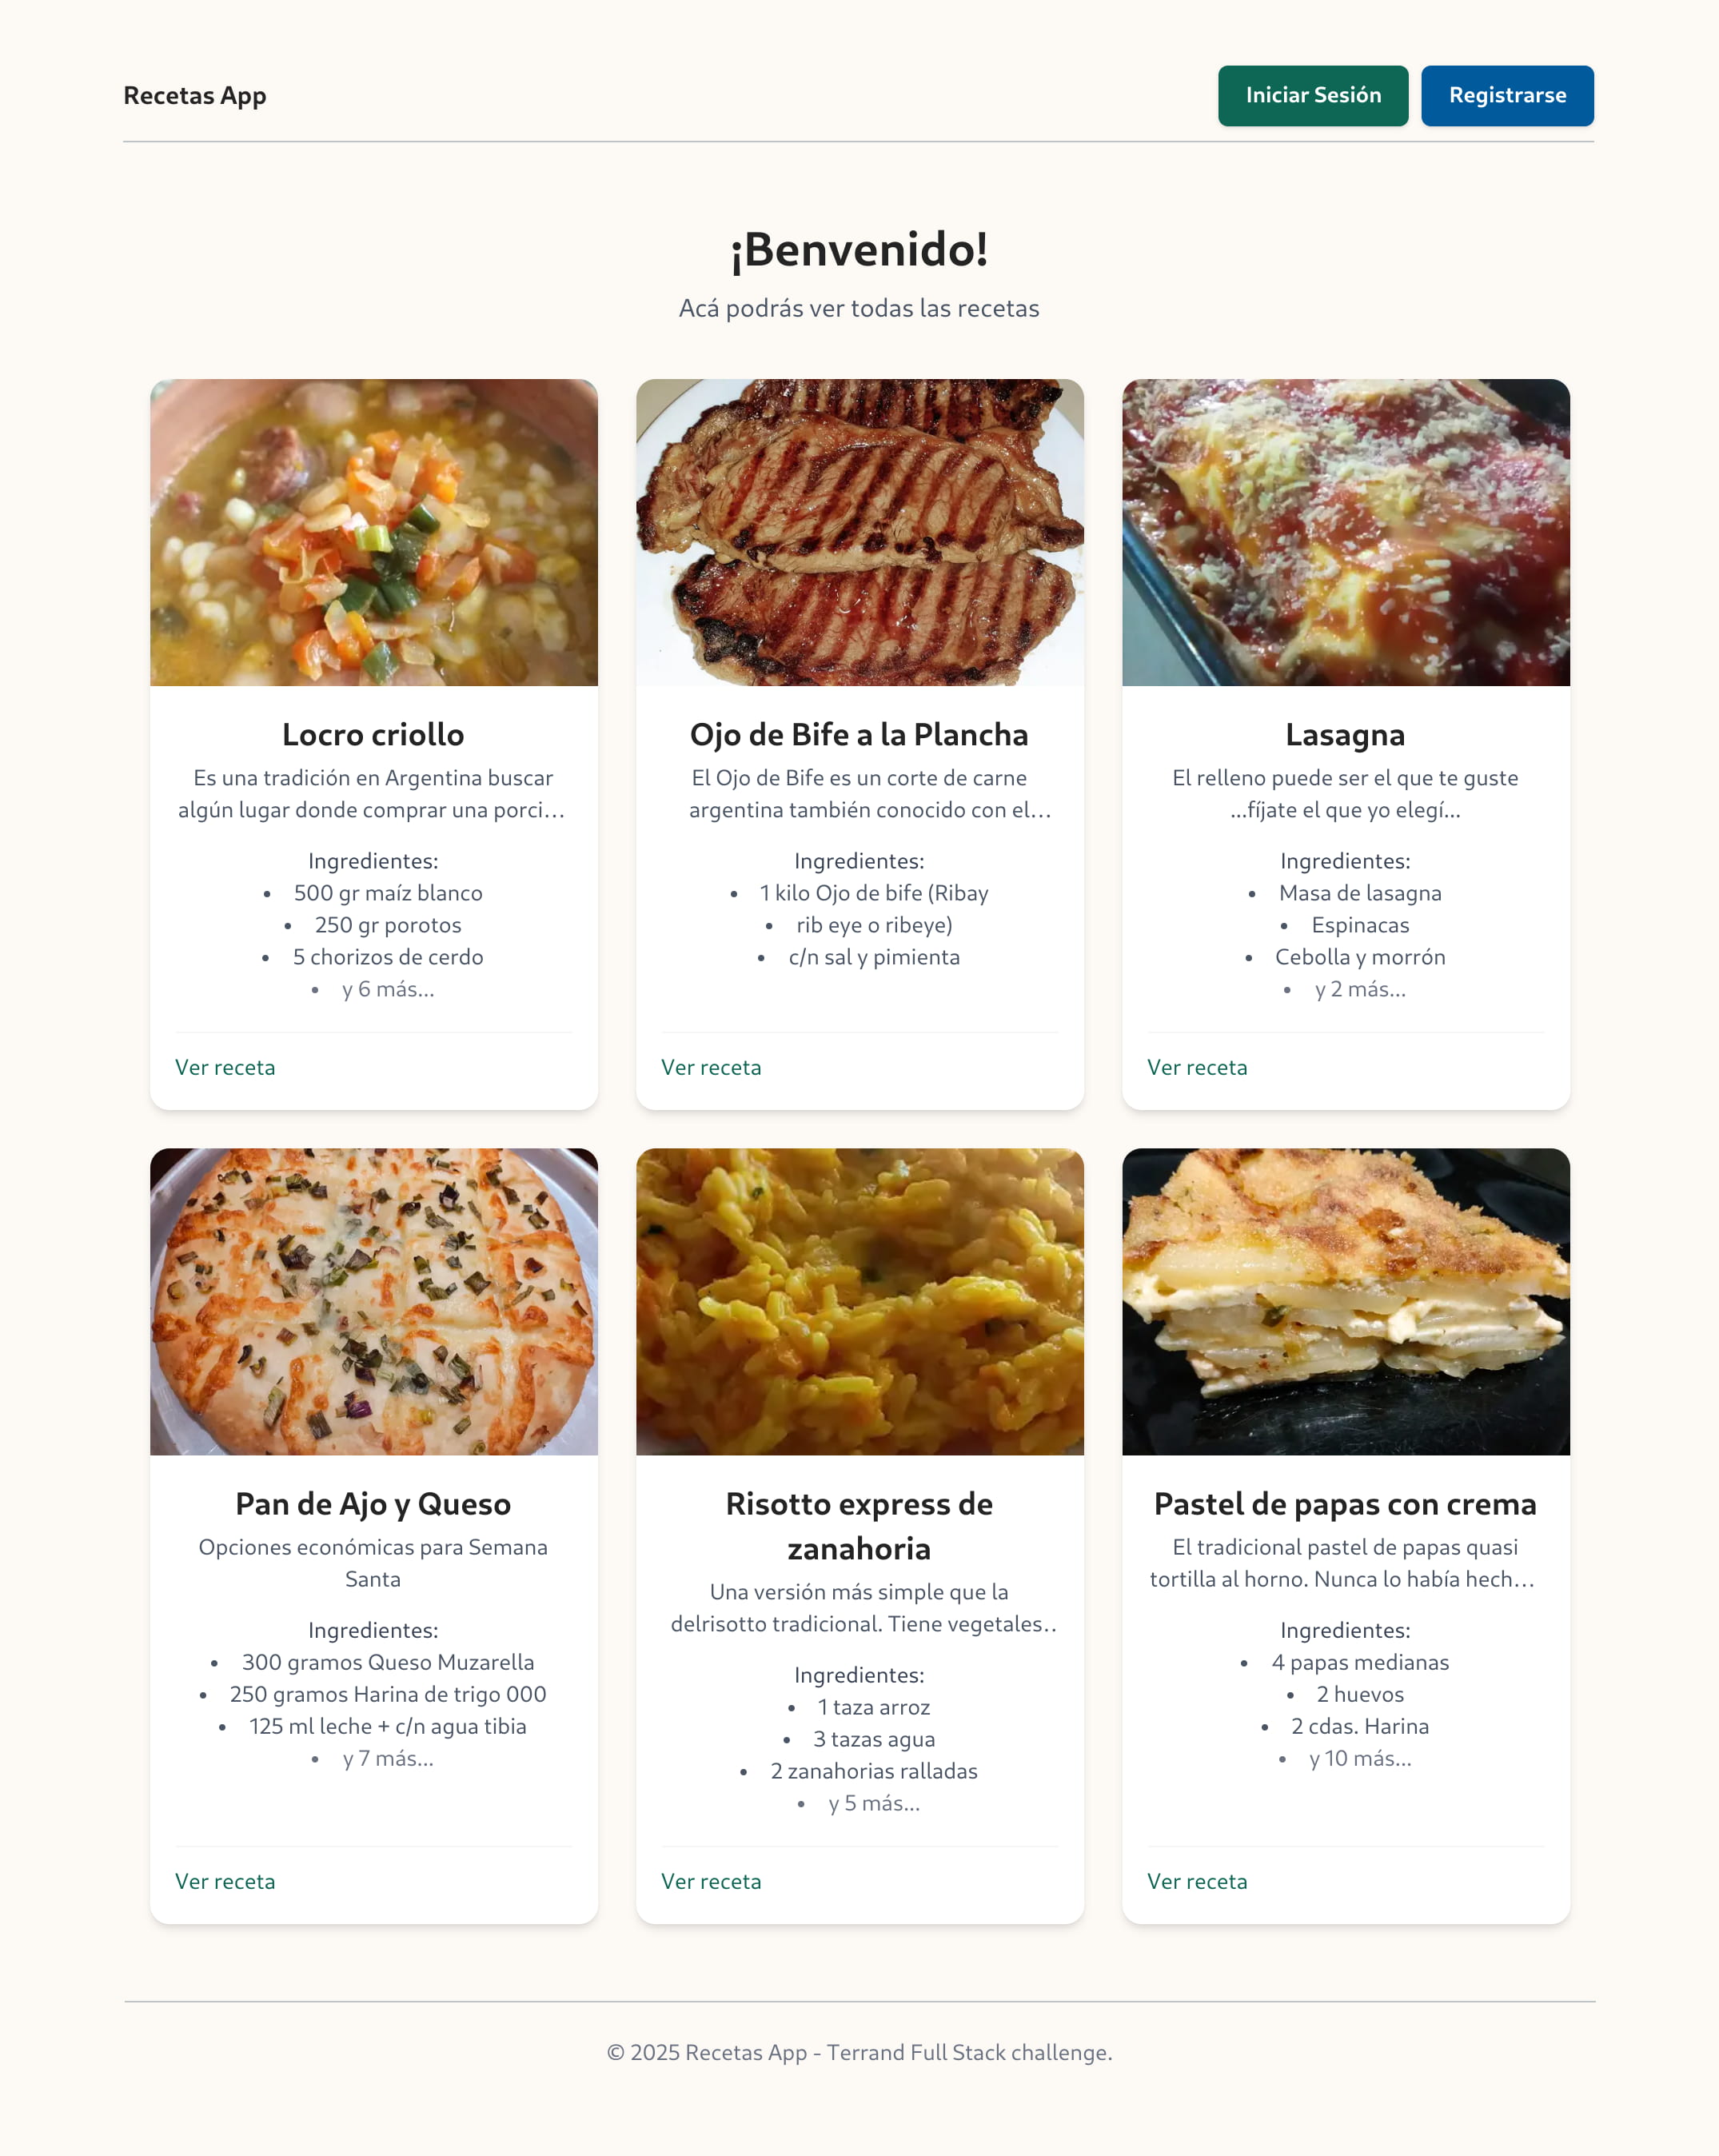 Recetas App
Iniciar Sesión
Registrarse
¡Benvenido!
Acá podrás ver todas las recetas
Locro criollo
Es una tradición en Argentina buscar
algún lugar donde comprar una porci…
Ingredientes:
• 500 gr maíz blanco
• 250 gr porotos
• 5 chorizos de cerdo
• y 6 más...
Ver receta
Ojo de Bife a la Plancha
El Ojo de Bife es un corte de carne
argentina también conocido con el…
Ingredientes:
• 1 kilo Ojo de bife (Ribay
• rib eye o ribeye)
• c/n sal y pimienta
Ver receta
Lasagna
El relleno puede ser el que te guste
...fíjate el que yo elegí...
Ingredientes:
• Masa de lasagna
• Espinacas
• Cebolla y morrón
• y 2 más...
Ver receta
Pan de Ajo y Queso
Opciones económicas para Semana
Santa
Ingredientes:
• 300 gramos Queso Muzarella
• 250 gramos Harina de trigo 000
• 125 ml leche + c/n agua tibia
• y 7 más...
Ver receta
Risotto express de
zanahoria
Una versión más simple que la
delrisotto tradicional. Tiene vegetales..
Ingredientes:
• 1 taza arroz
• 3 tazas agua
• 2 zanahorias ralladas
• y 5 más...
Ver receta
Pastel de papas con crema
El tradicional pastel de papas quasi
tortilla al horno. Nunca lo había hech…
Ingredientes:
• 4 papas medianas
• 2 huevos
• 2 cdas. Harina
• y 10 más...
Ver receta
© 2025 Recetas App - Terrand Full Stack challenge.